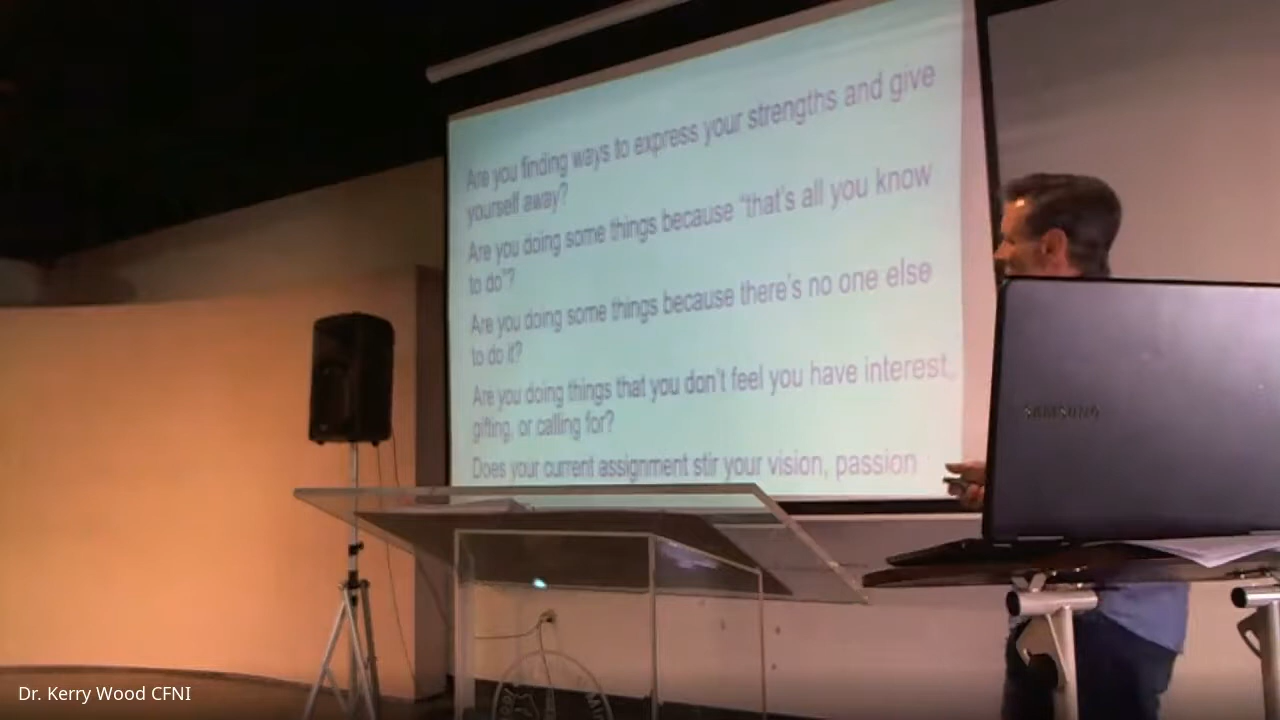 Are you finding ways to express your strengths and give
yourself away?
Are you doing some things because "that's all you know
to do"?
Are you doing some things because there's no one else
to do it?
Are you doing things that you don't feel you have interest,
gifting, or calling for?
Does your current assignment stir your vision, passion
SAMSUNG
Dr. Kerry Wood CFNI